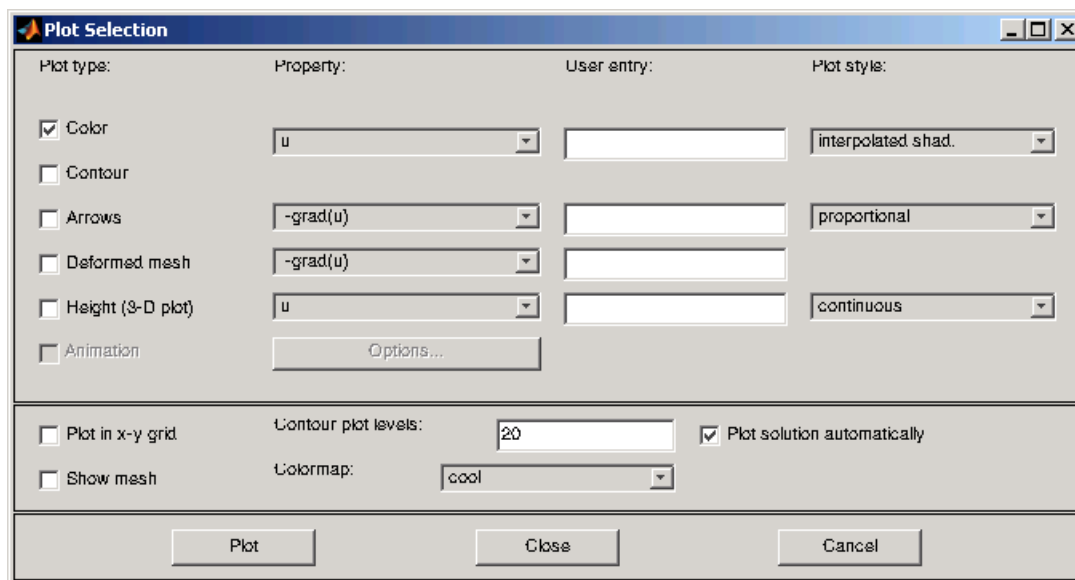 Plot Selection
Plot type: Property: User entry: Plot style:
Color u interpolated shad.
Contour
Arrows -grad(u) proportional
Deformed mesh -grad(u)
Height (3-D plot) u continuous
Animation Options...
Plot in x-y grid Contour plot levels: 20 Plot solution automatically
Show mesh Colormap: cool
Plot Close Cancel